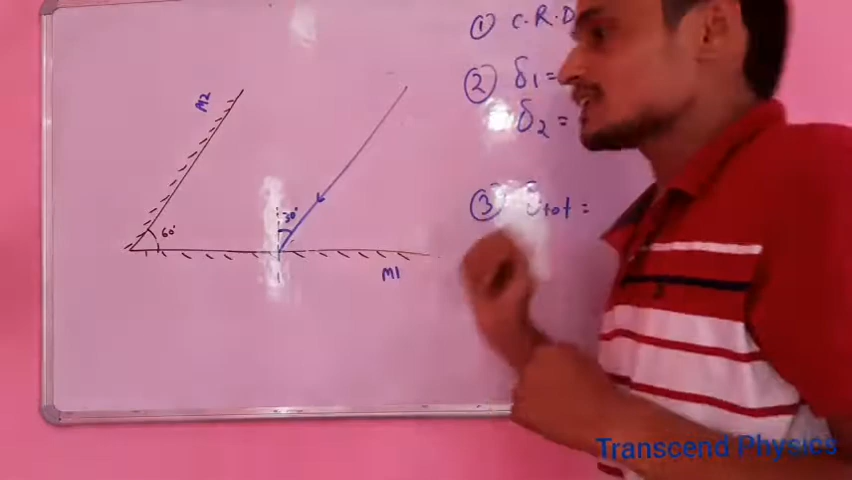 ① C.R.D
② δ1 =
δ2 =
③ δtot =
M2
60°
30°
M1
Transcend Physics